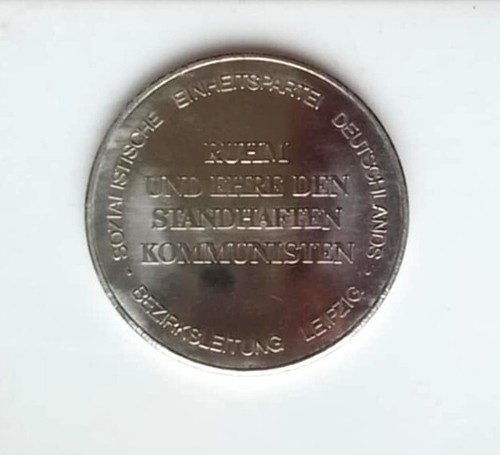 SOZIALISTISCHE EINHEITSPARTEI DEUTSCHLANDS
RUHM
UND EHRE DEN
STANDHAFTEN
KOMMUNISTEN
· BEZIRKSLEITUNG LEIPZIG ·